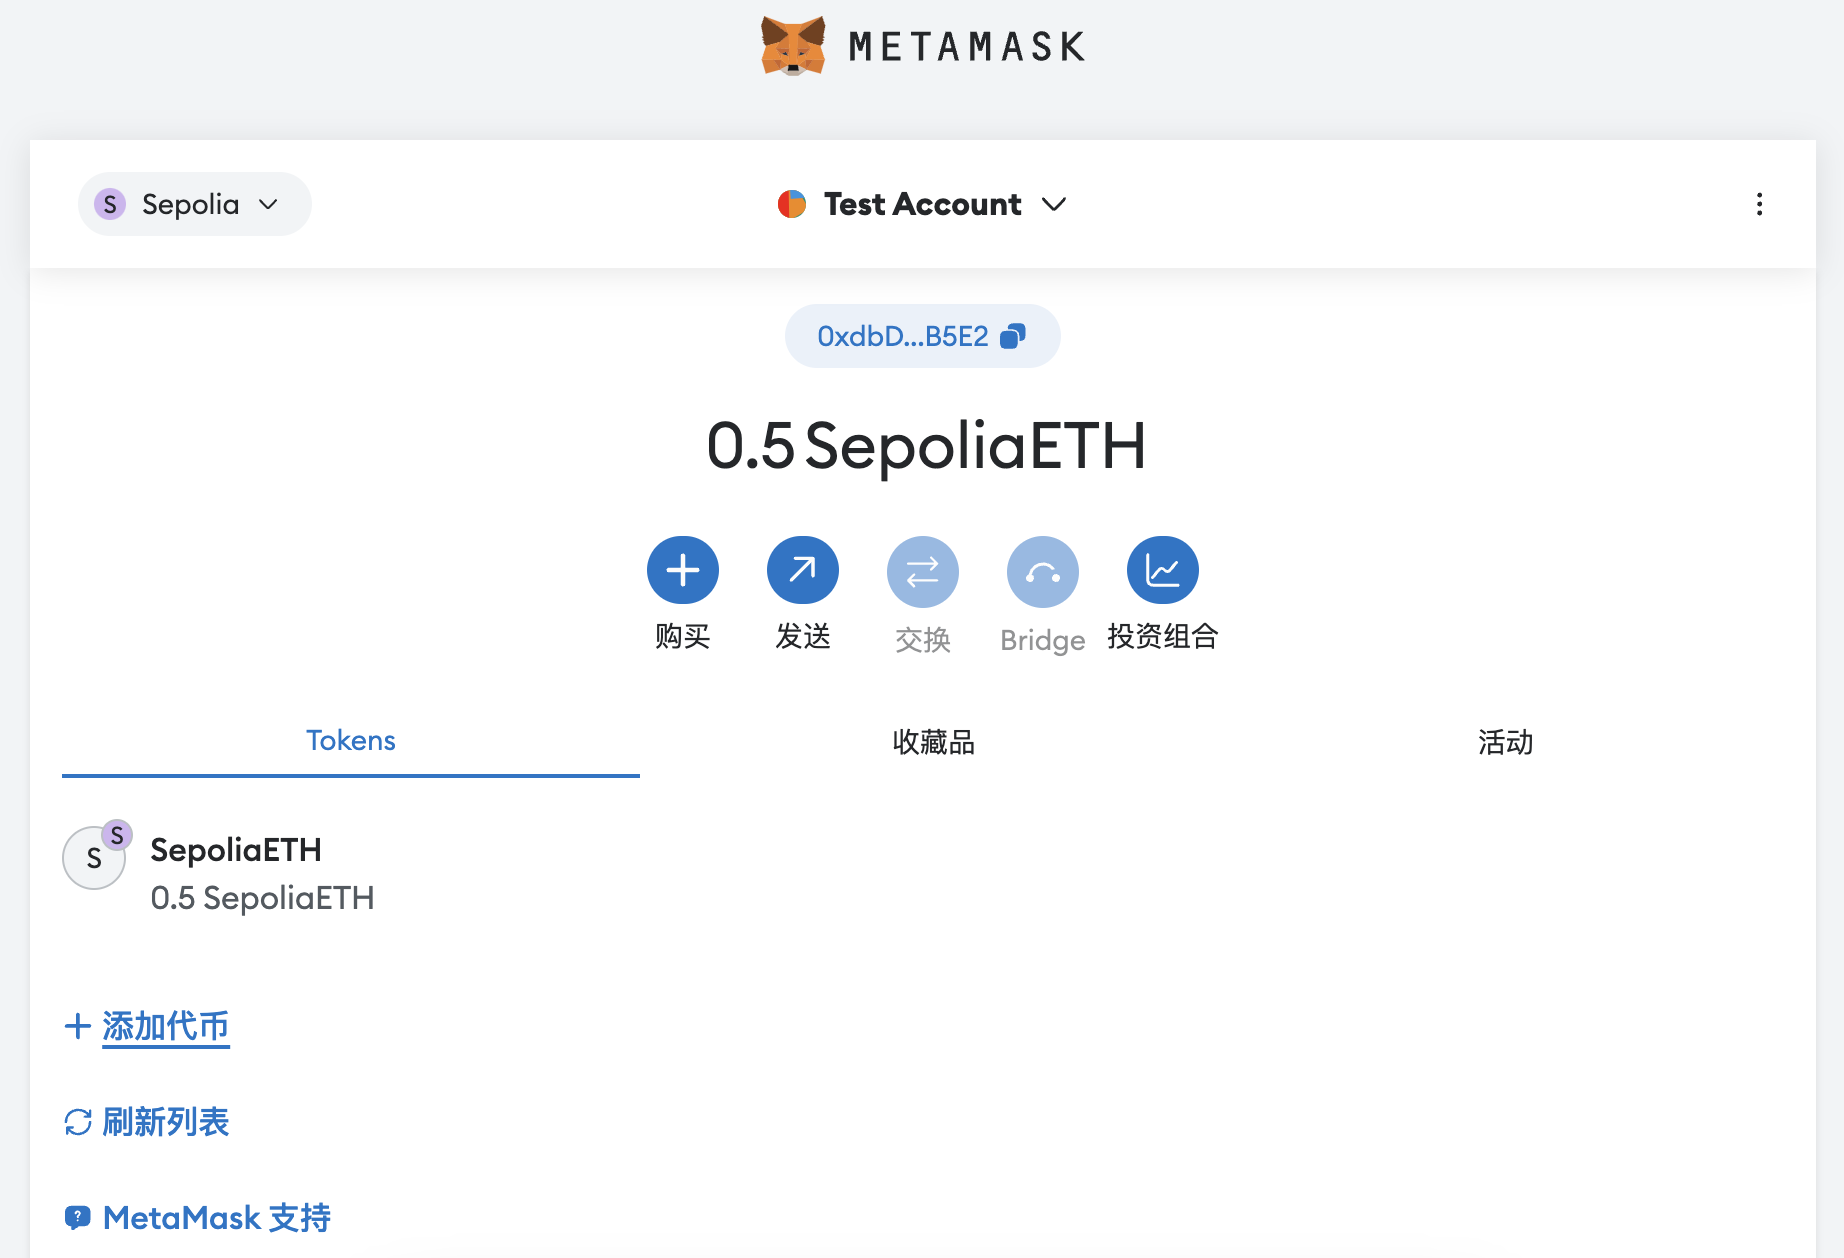 METAMASK
S Sepolia
Test Account
0xdbD...B5E2
0.5 SepoliaETH
购买 发送 交换 Bridge 投资组合
Tokens 收藏品 活动
S
S
SepoliaETH
0.5 SepoliaETH
添加代币
刷新列表
? MetaMask 支持